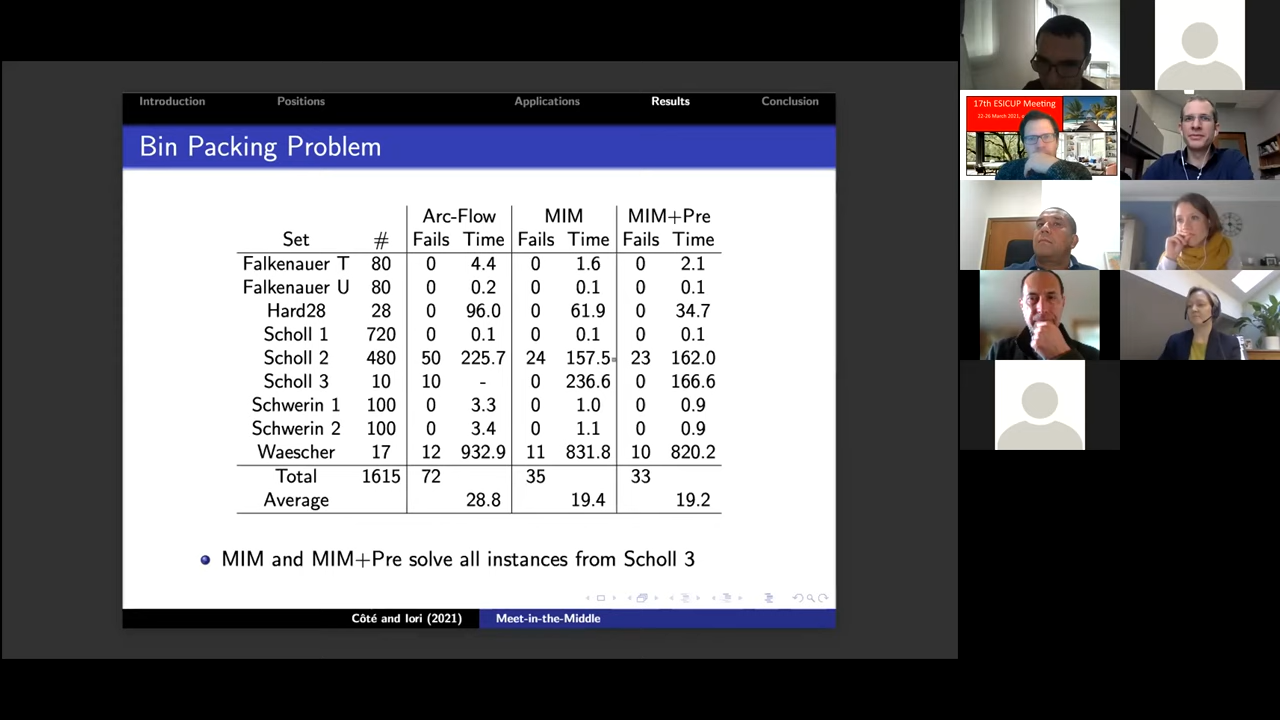 Introduction Positions Applications Results Conclusion
Bin Packing Problem
Arc-Flow MIM MIM+Pre
Set # Fails Time Fails Time Fails Time
Falkenauer T 80 0 4.4 0 1.6 0 2.1
Falkenauer U 80 0 0.2 0 0.1 0 0.1
Hard28 28 0 96.0 0 61.9 0 34.7
Scholl 1 720 0 0.1 0 0.1 0 0.1
Scholl 2 480 50 225.7 24 157.5 23 162.0
Scholl 3 10 10 - 0 236.6 0 166.6
Schwerin 1 100 0 3.3 0 1.0 0 0.9
Schwerin 2 100 0 3.4 0 1.1 0 0.9
Waescher 17 12 932.9 11 831.8 10 820.2
Total 1615 72 35 33
Average 28.8 19.4 19.2
MIM and MIM+Pre solve all instances from Scholl 3
Côté and Iori (2021) Meet-in-the-Middle
17th ESICUP Meeting
22-26 March 2021,